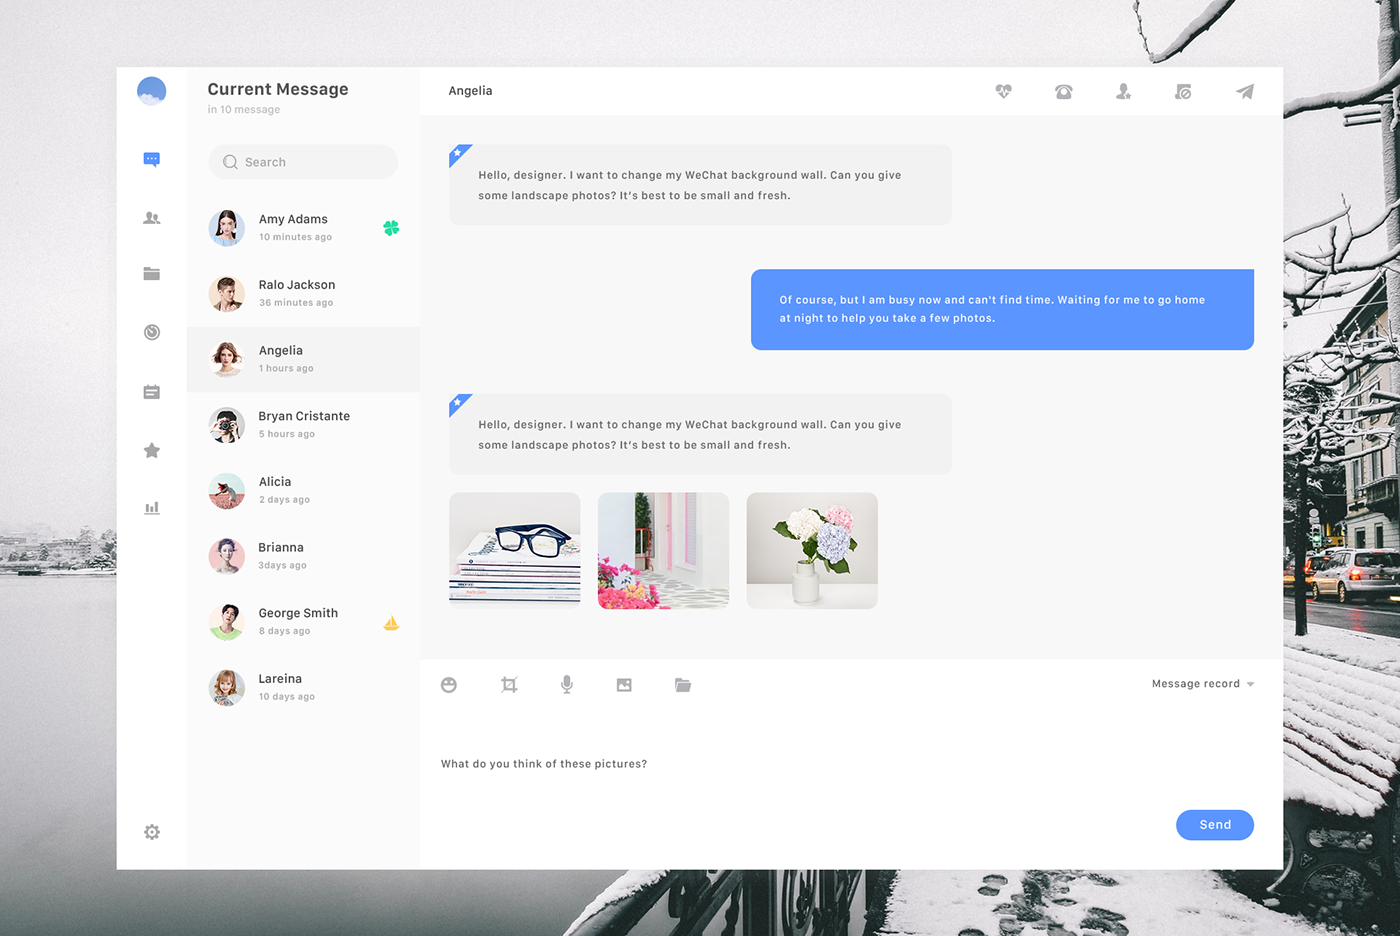 Current Message
in 10 message
Search
Amy Adams
10 minutes ago
Ralo Jackson
36 minutes ago
Angelia
1 hours ago
Bryan Cristante
5 hours ago
Alicia
2 days ago
Brianna
3days ago
George Smith
8 days ago
Lareina
10 days ago
Angelia
Hello, designer. I want to change my WeChat background wall. Can you give
some landscape photos? It's best to be small and fresh.
Of course, but I am busy now and can't find time. Waiting for me to go home
at night to help you take a few photos.
Hello, designer. I want to change my WeChat background wall. Can you give
some landscape photos? It's best to be small and fresh.
Message record
What do you think of these pictures?
Send